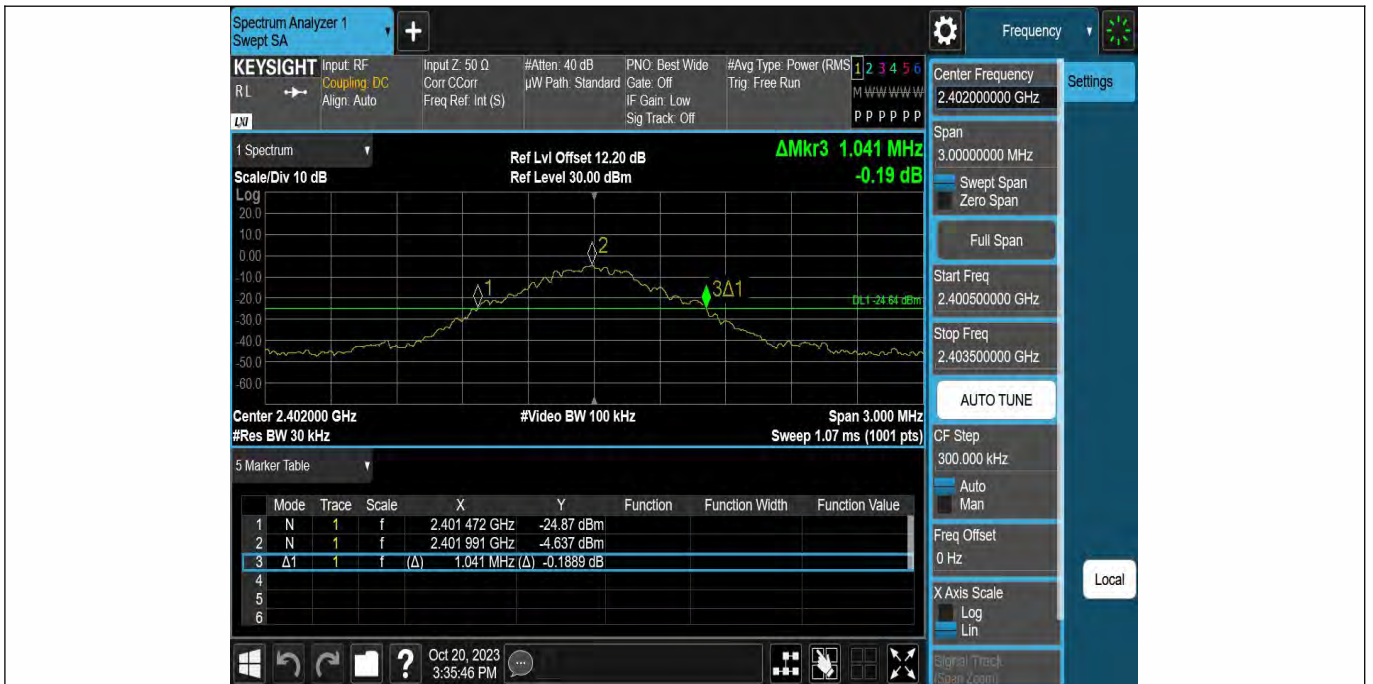 Spectrum Analyzer 1
Swept SA
+
Frequency
KEYSIGHT
RL
LXI
Input: RF
Coupling: DC
Align: Auto
Input Z: 50 Ω
Corr CCorr
Freq Ref: Int (S)
#Atten: 40 dB
µW Path: Standard
PNO: Best Wide
Gate: Off
IF Gain: Low
Sig Track: Off
#Avg Type: Power (RMS
Trig: Free Run
1 2 3 4 5 6
M W W W W W
P P P P P P
1 Spectrum
Scale/Div 10 dB
Ref Lvl Offset 12.20 dB
Ref Level 30.00 dBm
ΔMkr3 1.041 MHz
-0.19 dB
Log
20.0
10.0
0.00
-10.0
-20.0
-30.0
-40.0
-50.0
-60.0
1
2
3Δ1
DL1 -24.64 dBm
Center 2.402000 GHz
#Video BW 100 kHz
Span 3.000 MHz
#Res BW 30 kHz
Sweep 1.07 ms (1001 pts)
5 Marker Table
Mode Trace Scale X Y Function Function Width Function Value
1 N 1 f 2.401 472 GHz -24.87 dBm
2 N 1 f 2.401 991 GHz -4.637 dBm
3 Δ1 1 f (Δ) 1.041 MHz (Δ) -0.1889 dB
4
5
6
Center Frequency
2.402000000 GHz
Settings
Span
3.00000000 MHz
Swept Span
Zero Span
Full Span
Start Freq
2.400500000 GHz
Stop Freq
2.403500000 GHz
AUTO TUNE
CF Step
300.000 kHz
Auto
Man
Freq Offset
0 Hz
X Axis Scale
Log
Lin
Signal Track
(Span Zoom)
Local
?
Oct 20, 2023
3:35:46 PM